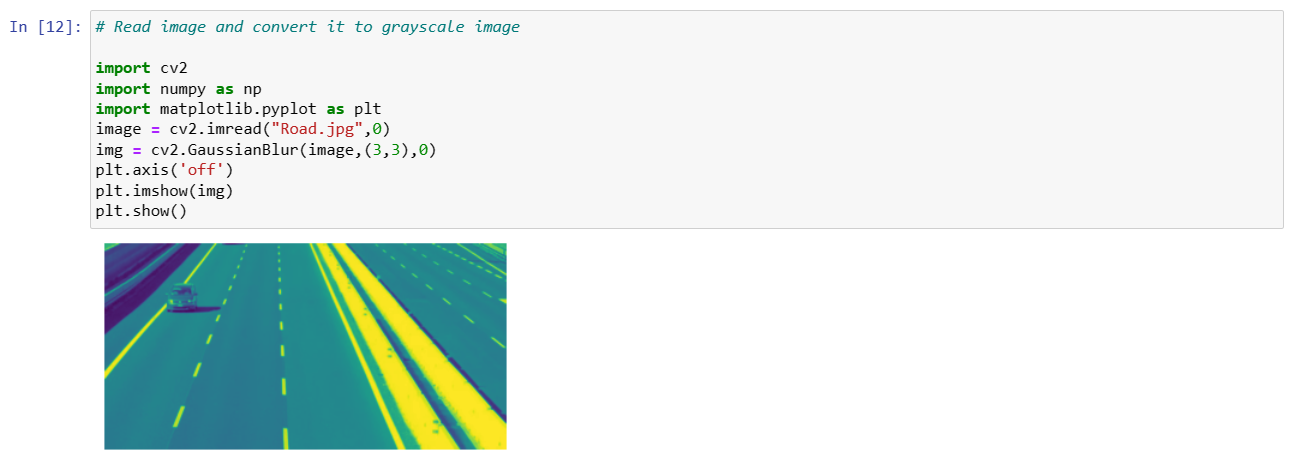 In [12]: # Read image and convert it to grayscale image
import cv2
import numpy as np
import matplotlib.pyplot as plt
image = cv2.imread("Road.jpg",0)
img = cv2.GaussianBlur(image,(3,3),0)
plt.axis('off')
plt.imshow(img)
plt.show()